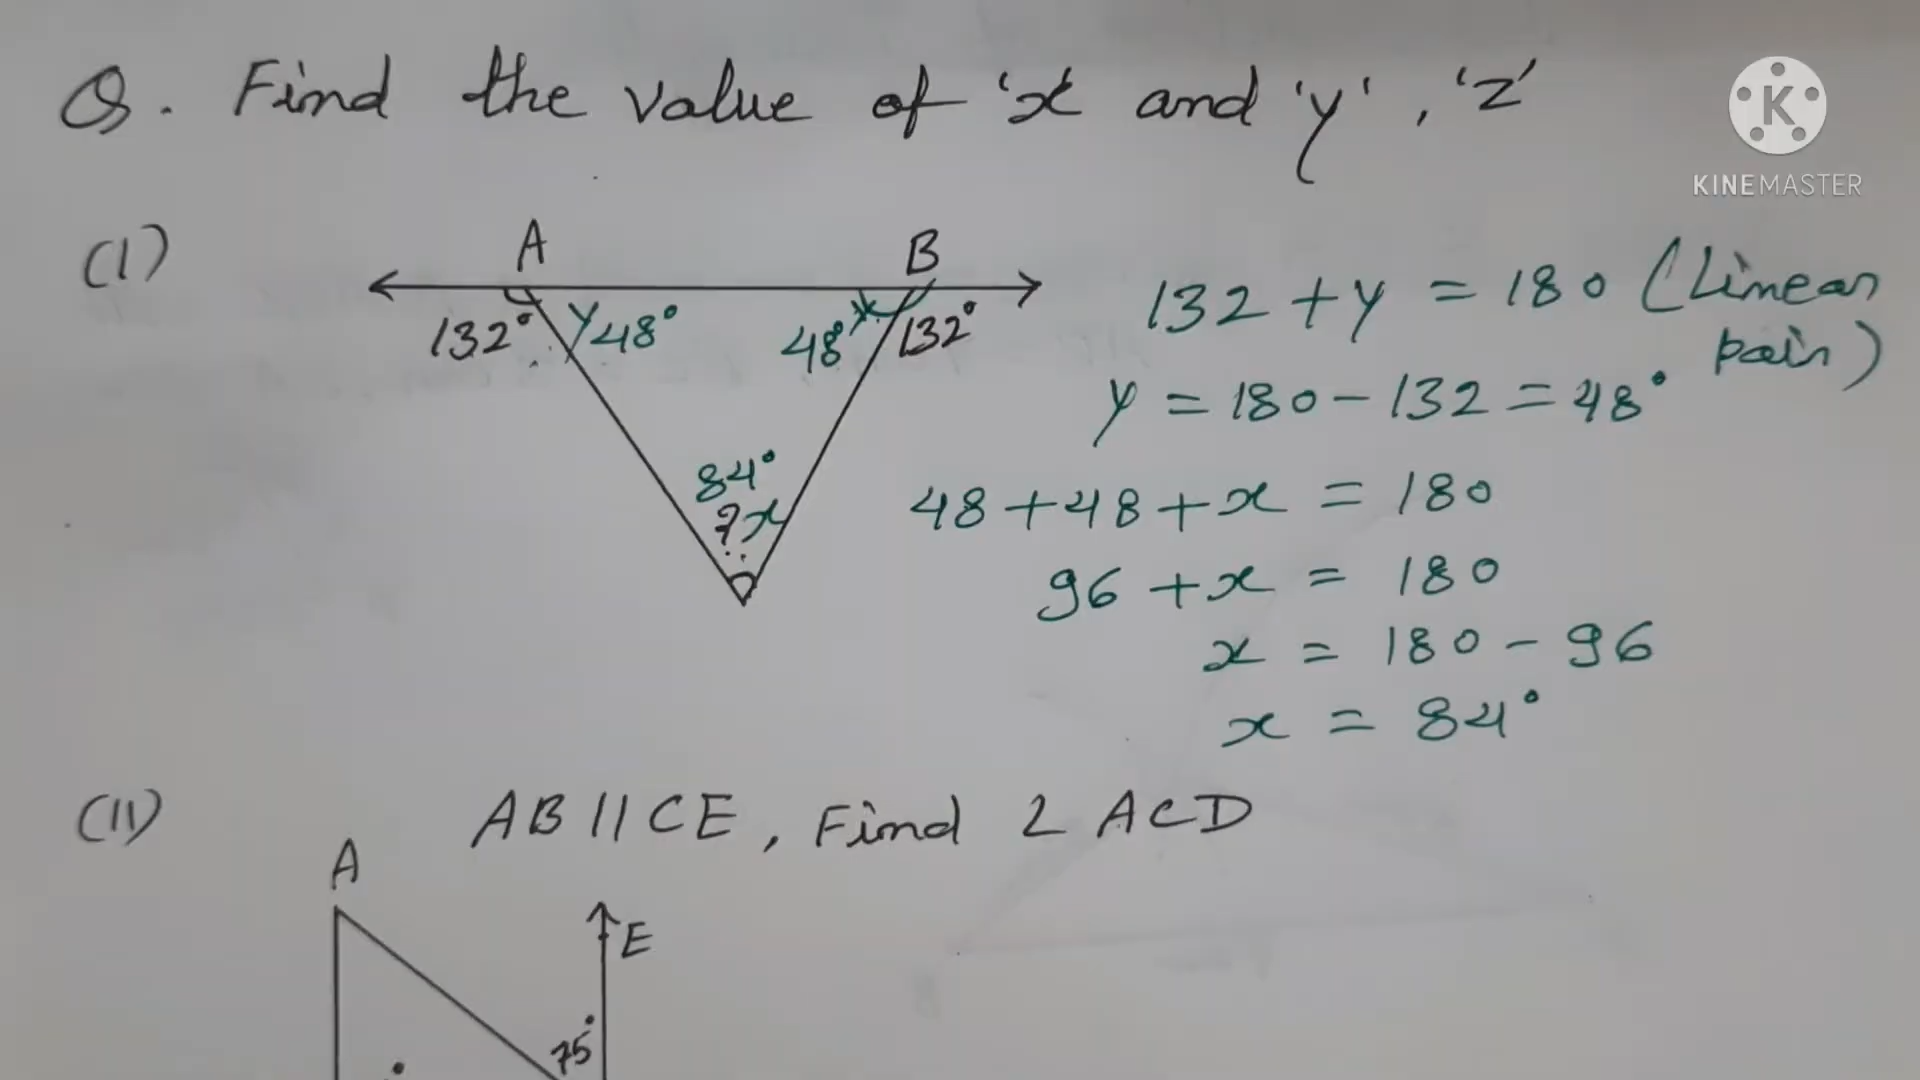 Q. Find the value of 'x' and 'y', 'z'
KINEMASTER
(I)
A
B
132° y 48°
48° x 132°
84°
? x
132 + y = 180 (Linear pair)
y = 180 - 132 = 48°
48 + 48 + x = 180
96 + x = 180
x = 180 - 96
x = 84°
(II) AB || CE, Find ∠ACD
A
E
75°